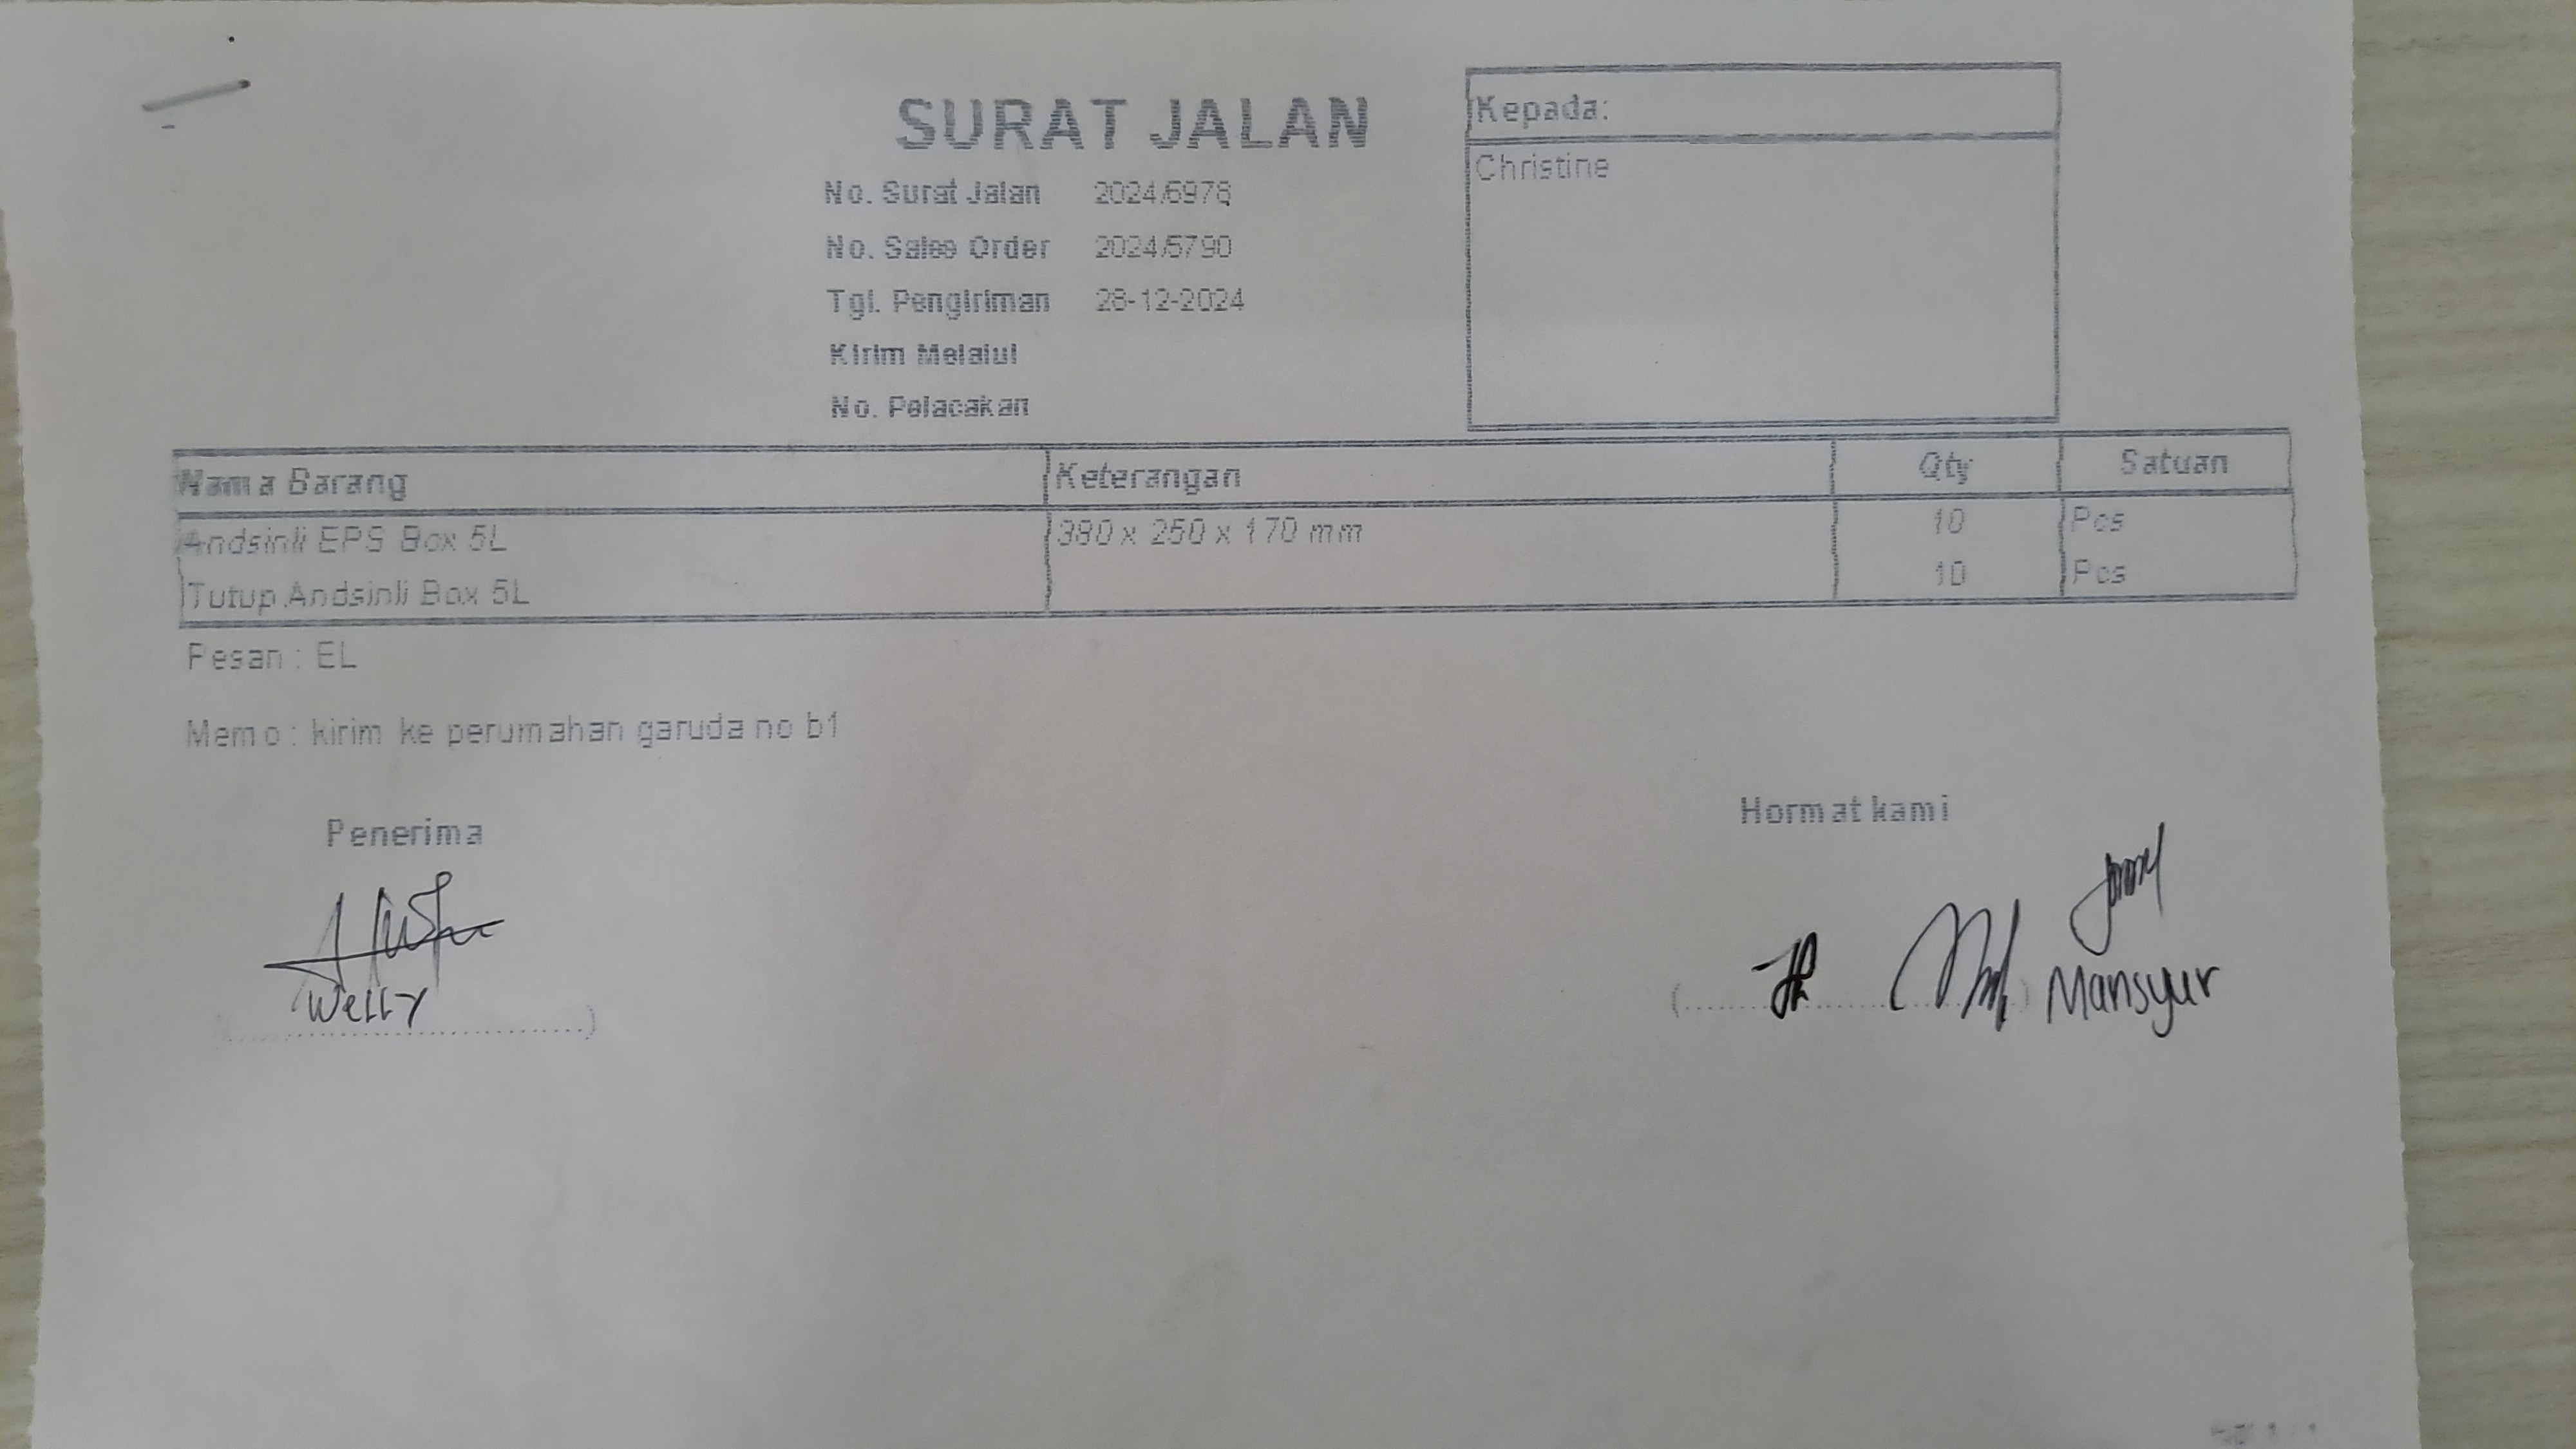 SURAT JALAN
No. Surat Jalan 2024/6978
No. Sales Order 2024/5790
Tgl. Pengiriman 28-12-2024
Kirim Melalui
No. Pelacakan
Kepada:
Christine
Nama Barang Keterangan Qty Satuan
Andsinli EPS Box 5L 380 x 250 x 170 mm 10 Pcs
Tutup Andsinli Box 5L 10 Pcs
Pesan : EL
Memo : kirim ke perumahan garuda no b1
Penerima
Welly
Hormat kami
Mansyur